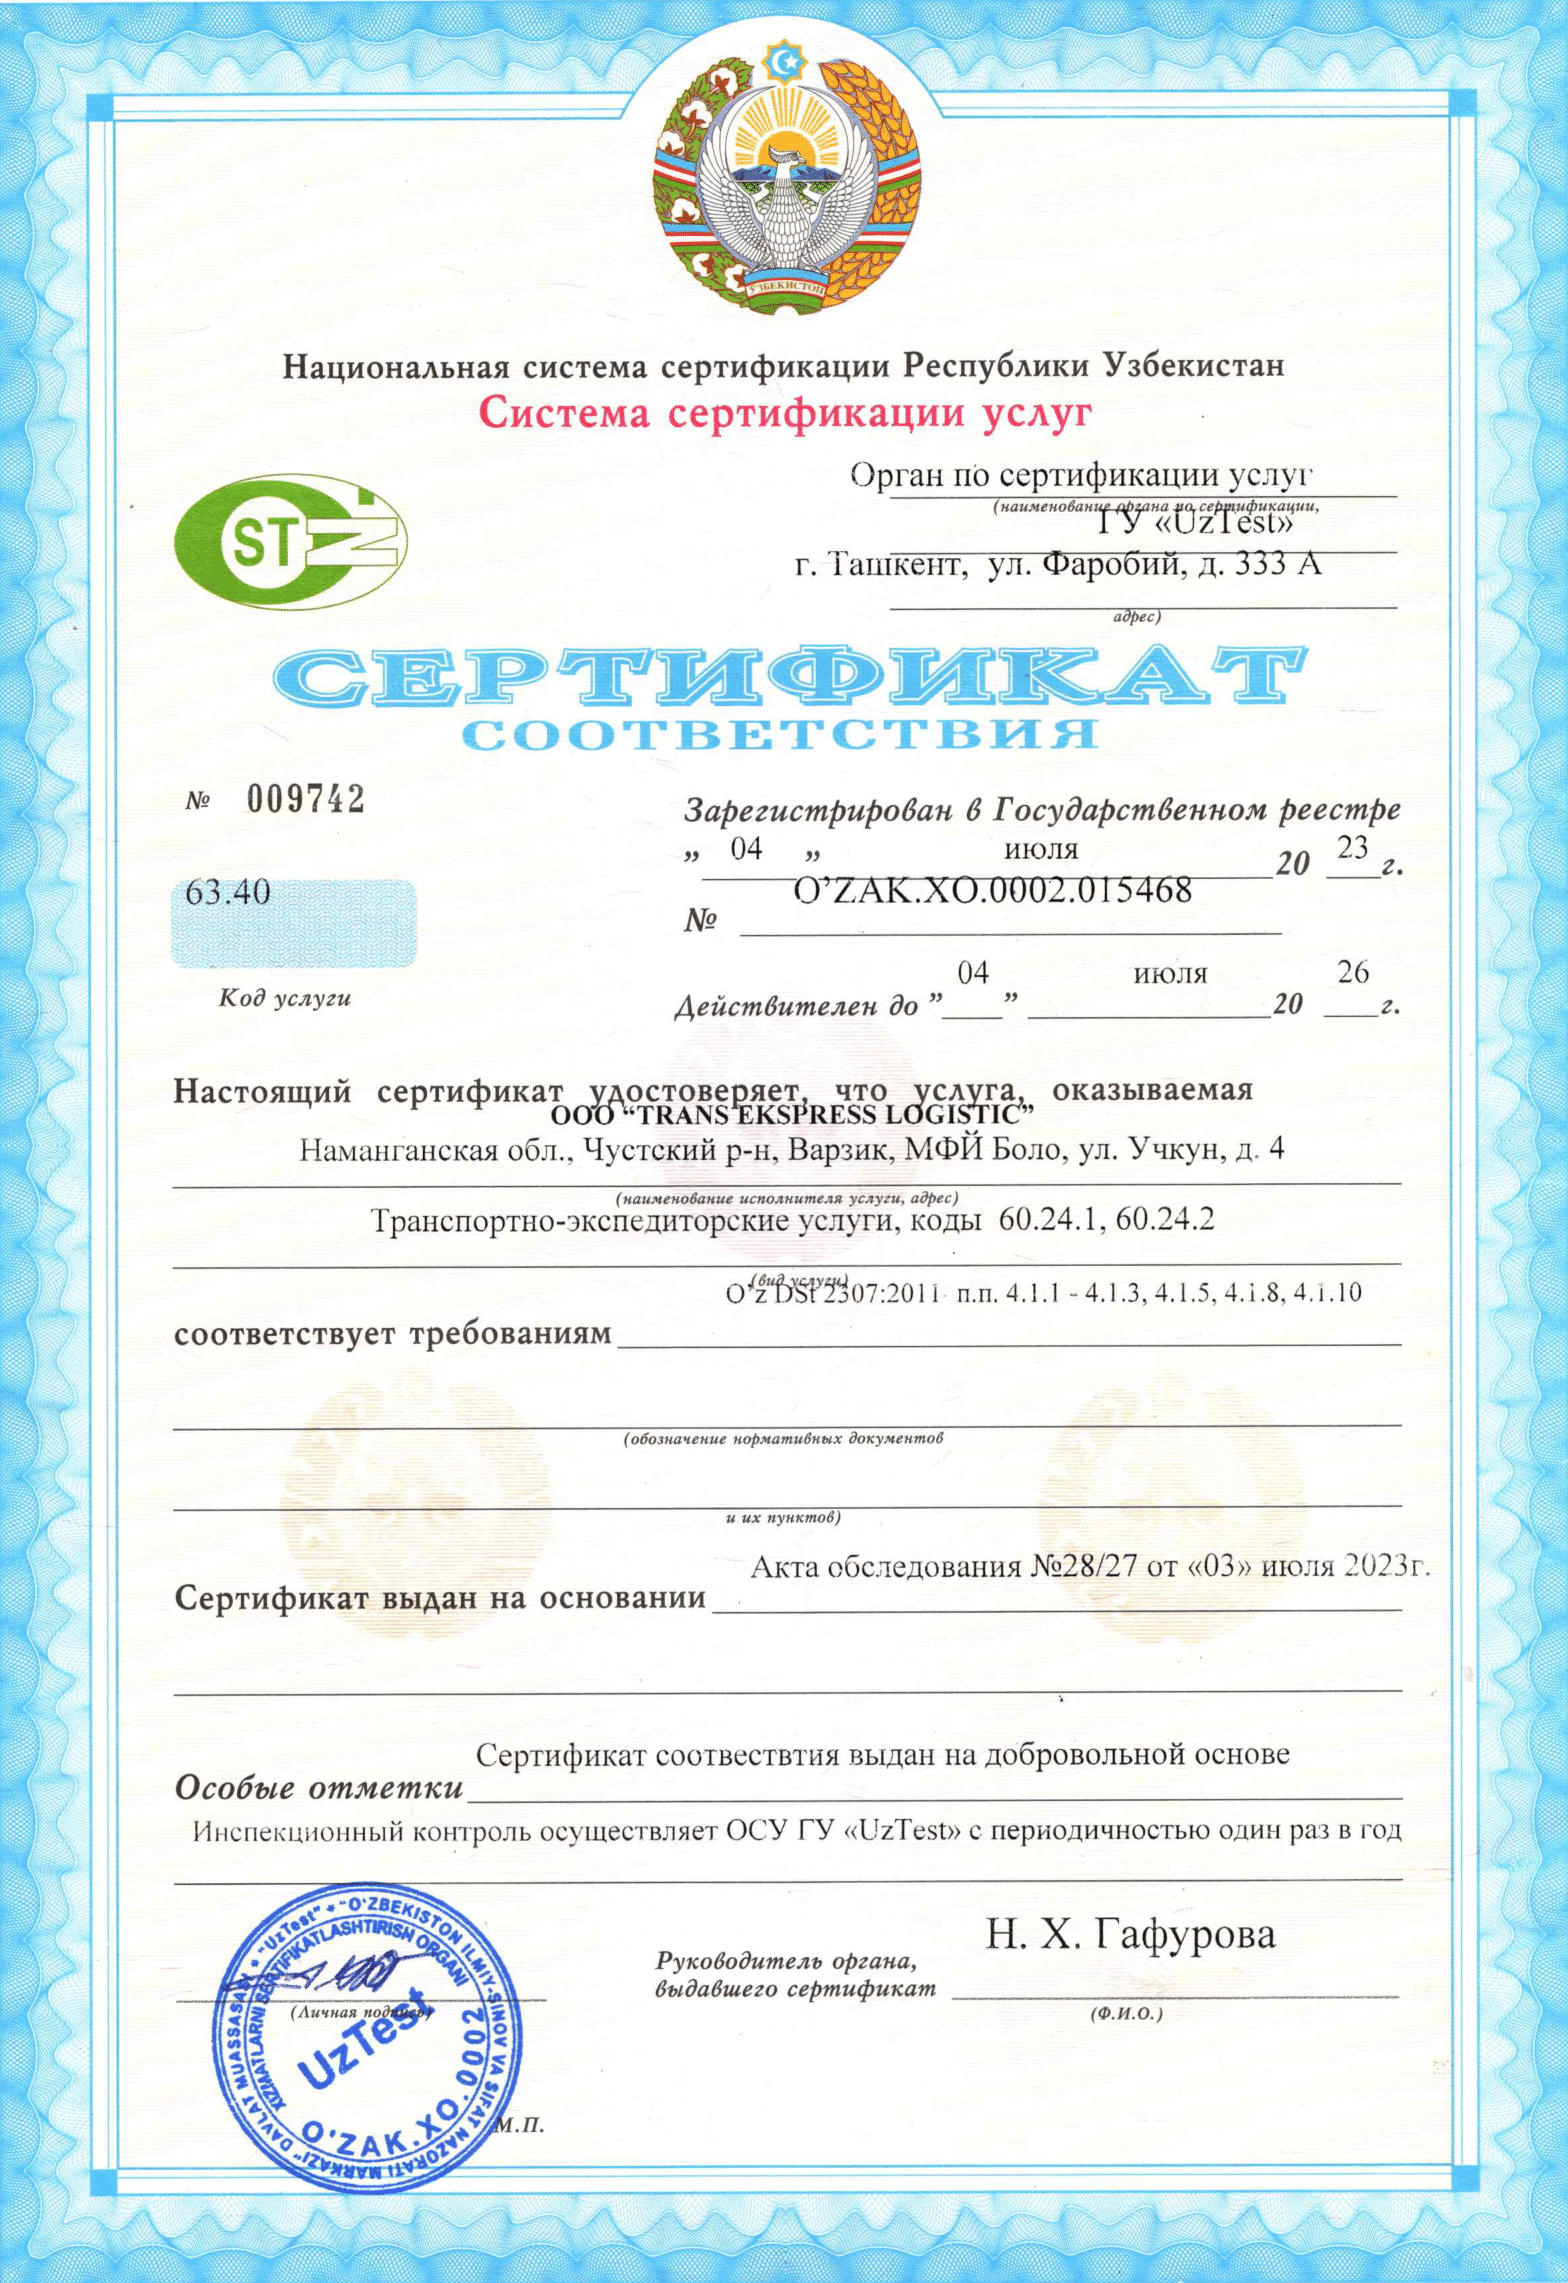 ЎЗБЕКИСТОН
Национальная система сертификации Республики Узбекистан
Система сертификации услуг
Орган по сертификации услуг
(наименование органа по сертификации,
ГУ «UzTest»
г. Ташкент, ул. Фаробий, д. 333 А
адрес)
ST
СЕРТИФИКАТ
СООТВЕТСТВИЯ
№ 009742
Зарегистрирован в Государственном реестре
„ 04 „ июля 20 23 г.
63.40
№ O’ZAK.XO.0002.015468
Код услуги
Действителен до ” 04 ” июля 20 26 г.
Настоящий сертификат удостоверяет, что услуга, оказываемая
ООО “TRANS EKSPRESS LOGISTIC”
Наманганская обл., Чустский р-н, Варзик, МФЙ Боло, ул. Учкун, д. 4
(наименование исполнителя услуги, адрес)
Транспортно-экспедиторские услуги, коды 60.24.1, 60.24.2
(вид услуги)
O’z DSt 2307:2011 п.п. 4.1.1 - 4.1.3, 4.1.5, 4.1.8, 4.1.10
соответствует требованиям
(обозначение нормативных документов
и их пунктов)
Акта обследования №28/27 от «03» июля 2023г.
Сертификат выдан на основании
Сертификат соотвествтия выдан на добровольной основе
Особые отметки
Инспекционный контроль осуществляет ОСУ ГУ «UzTest» с периодичностью один раз в год
Н. Х. Гафурова
Руководитель органа,
выдавшего сертификат
(Личная подпись)
(Ф.И.О.)
"O'ZBEKISTON ILMIY-SINOV VA SIFAT NAZORATI MARKAZI" DAVLAT MUASSASASI * "UzTest" *
XIZMATLARNI SERTIFIKATLASHTIRISH ORGANI
UzTest
O'ZAK.XO.0002
М.П.